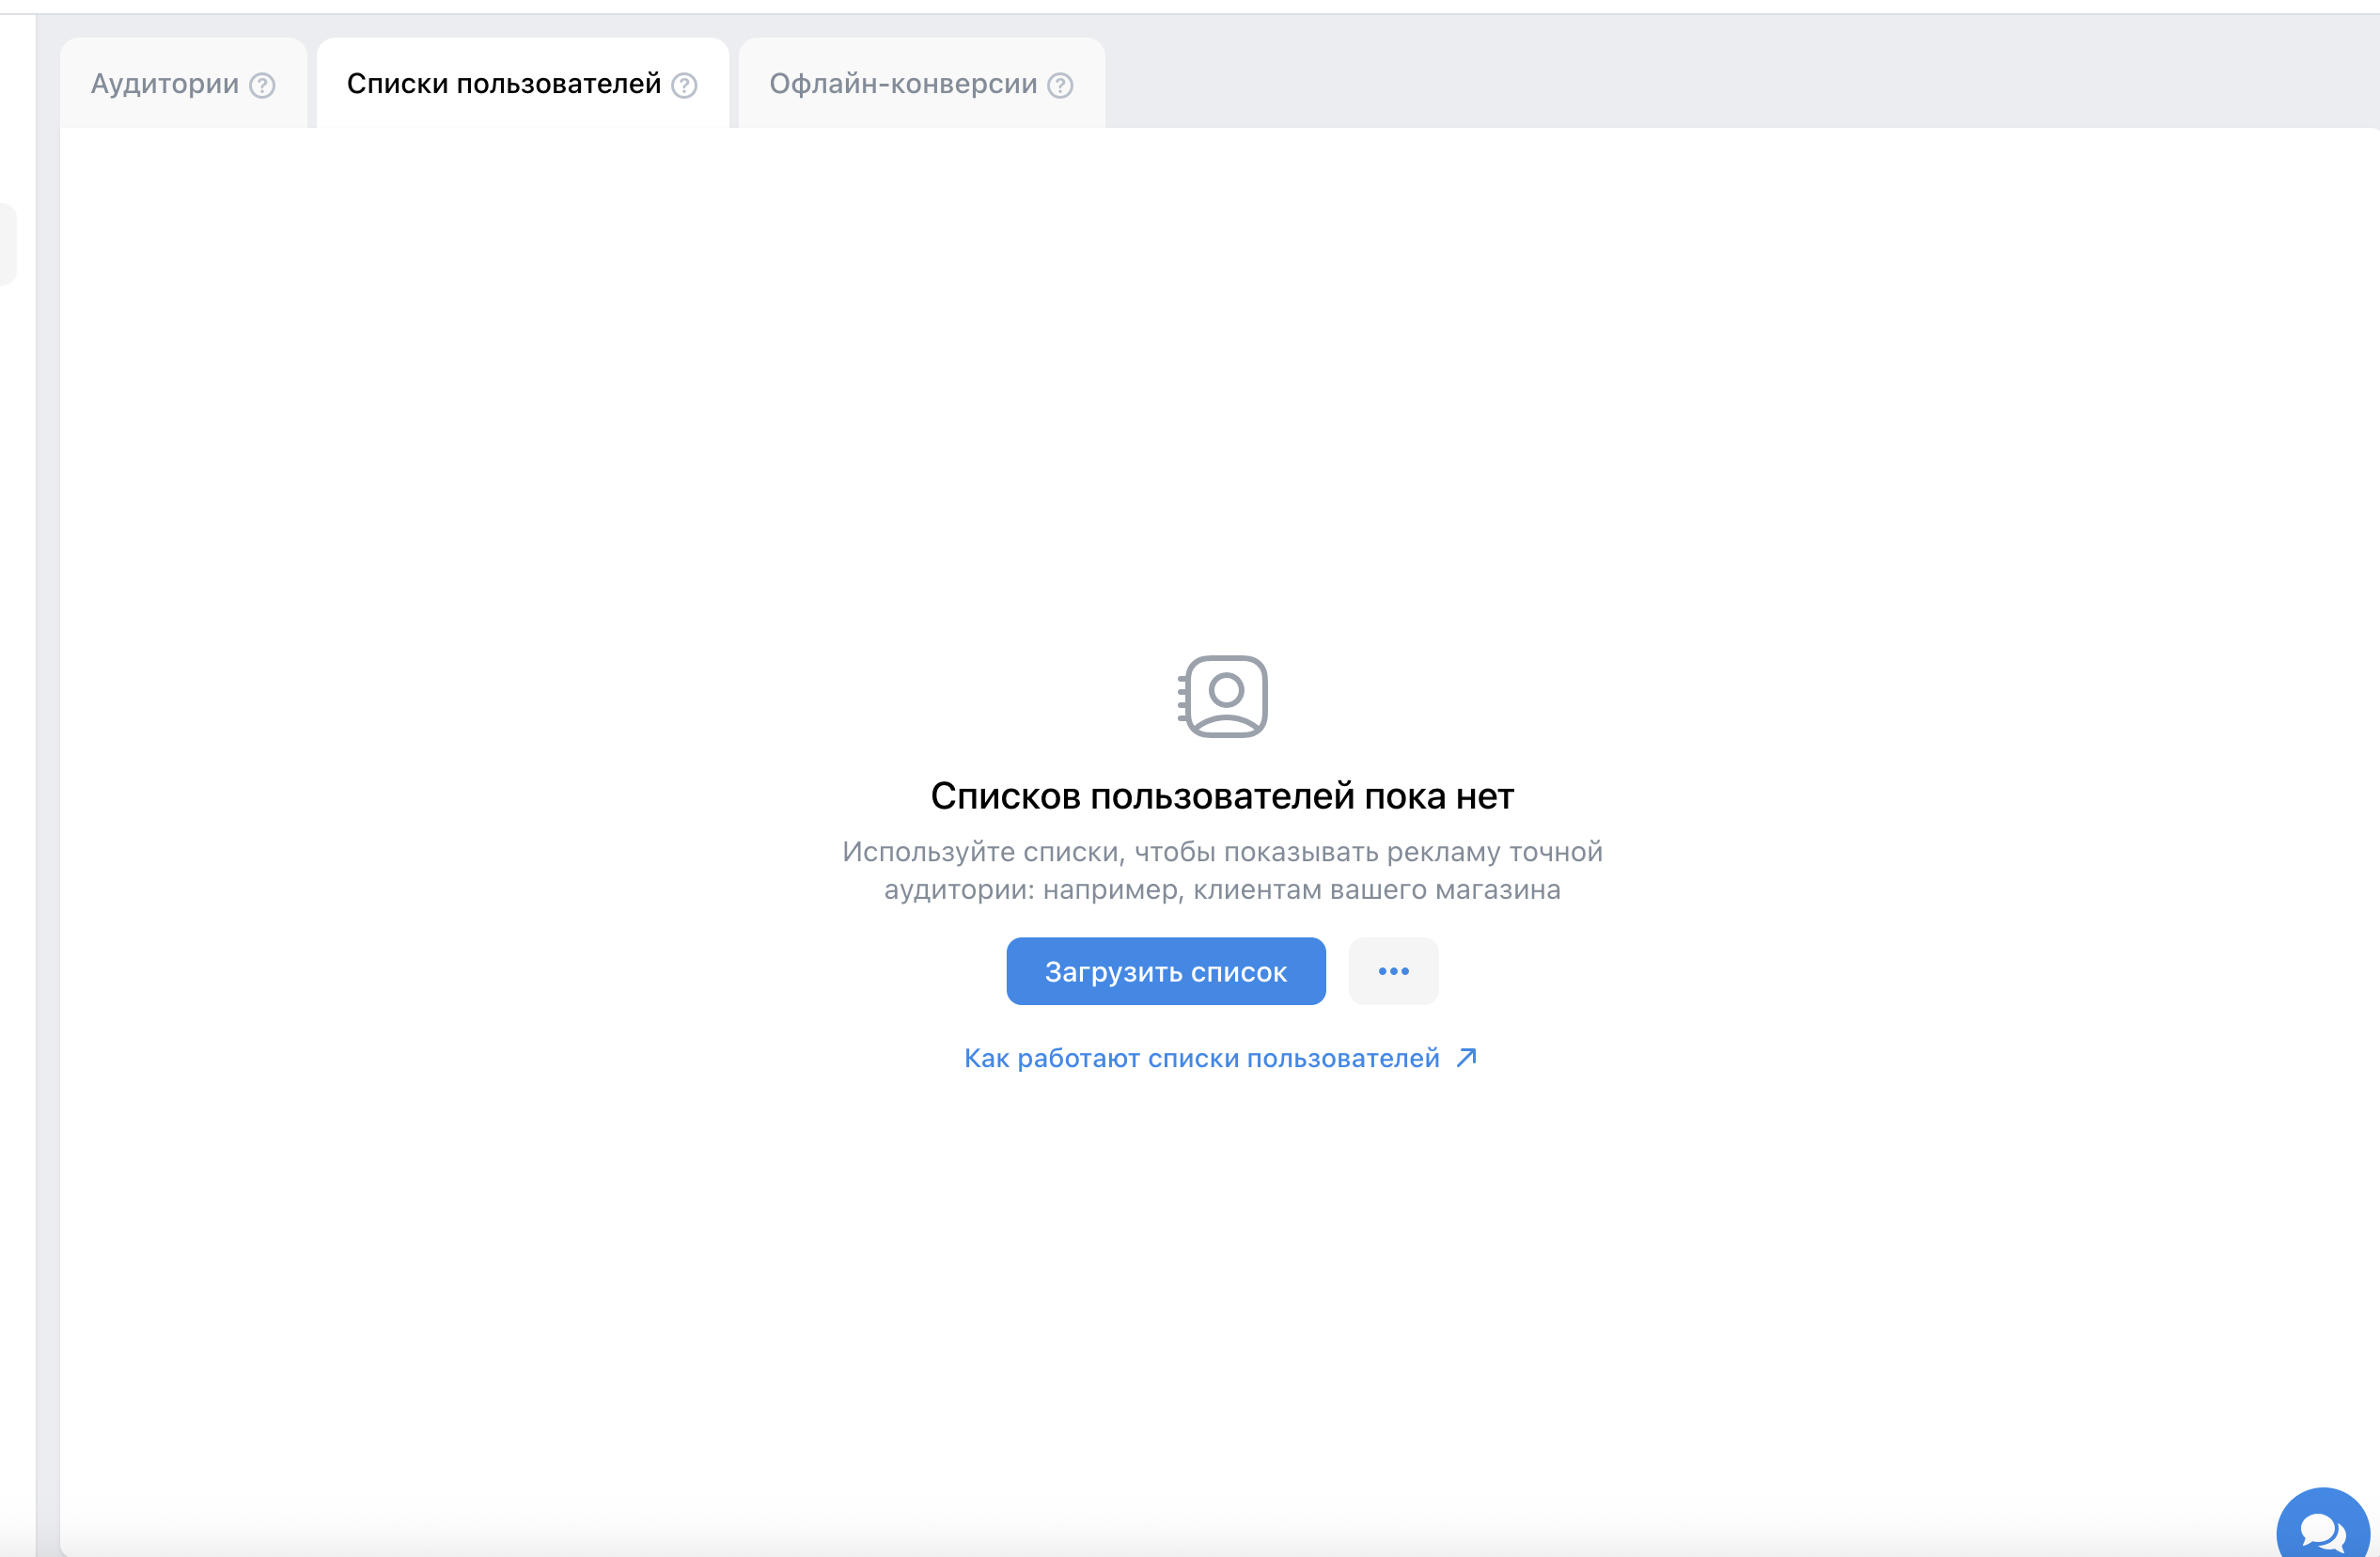 Аудитории
Списки пользователей
Офлайн-конверсии
Списков пользователей пока нет
Используйте списки, чтобы показывать рекламу точной
аудитории: например, клиентам вашего магазина
Загрузить список
Как работают списки пользователей